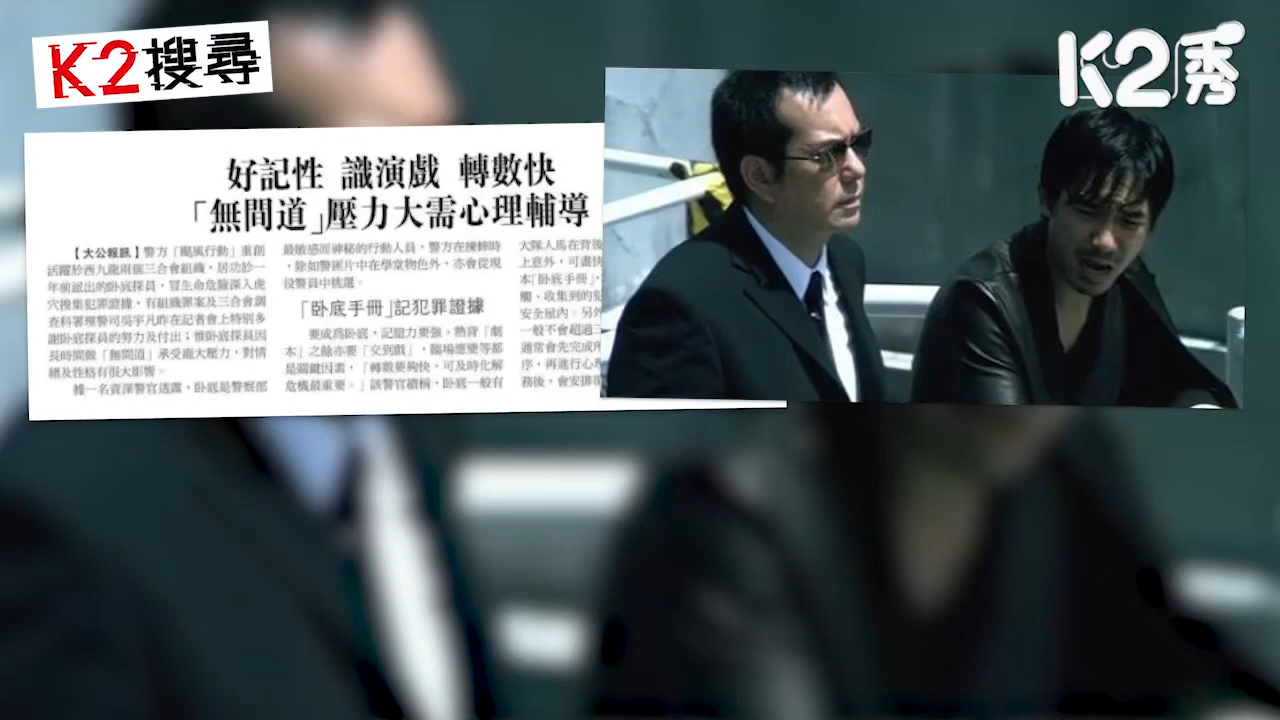 K2搜尋
K2秀
好記性 識演戲 轉數快
「無間道」壓力大需心理輔導
【大公報訊】警方「颶風行動」重創
活躍於西九龍兩個三合會組織，居功於一
年前派出的卧底探員，冒生命危險深入虎
穴搜集犯罪證據，有組織罪案及三合會調
查科署理警司吳宇凡昨在記者會上特別多
謝卧底探員的努力及付出；惟卧底探員因
長時間做「無間道」承受龐大壓力，對情
緒及性格有很大影響。
據一名資深警官透露，卧底是警察部
最敏感而神秘的行動人員，警方在揀蟀時
，除如警匪片中在學堂物色外，亦會從現
役警員中挑選。
「卧底手冊」記犯罪證據
要成為卧底，記憶力要強，熟背「劇
本」之餘亦要「交到戲」，臨場應變等都
是關鍵因素，「轉數要夠快，可及時化解
危機最重要。」該警官續稱，卧底一般有
大隊人馬在背後
上意外，可盡快
本「卧底手冊」，
觸、收集到的犯
安全屋內。另外
一般不會超過三
通常會先完成所
序，再進行心理
務後，會安排前